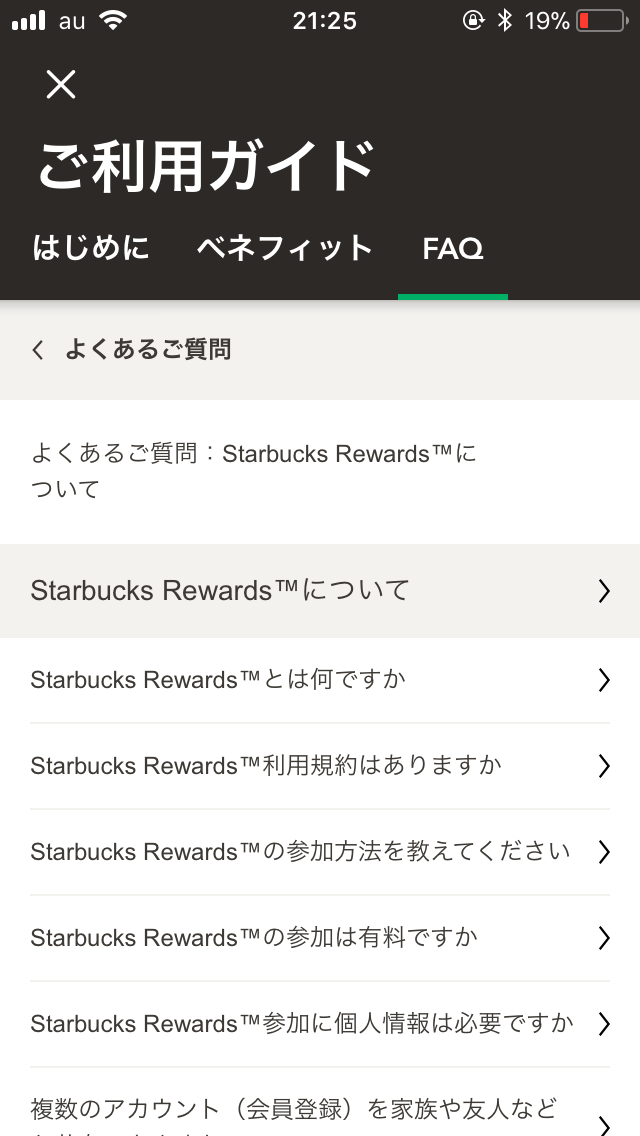 au 21:25 19%
ご利用ガイド
はじめに ベネフィット FAQ
よくあるご質問
よくあるご質問：Starbucks Rewards™に
ついて
Starbucks Rewards™について
Starbucks Rewards™とは何ですか
Starbucks Rewards™利用規約はありますか
Starbucks Rewards™の参加方法を教えてください
Starbucks Rewards™の参加は有料ですか
Starbucks Rewards™参加に個人情報は必要ですか
複数のアカウント（会員登録）を家族や友人など